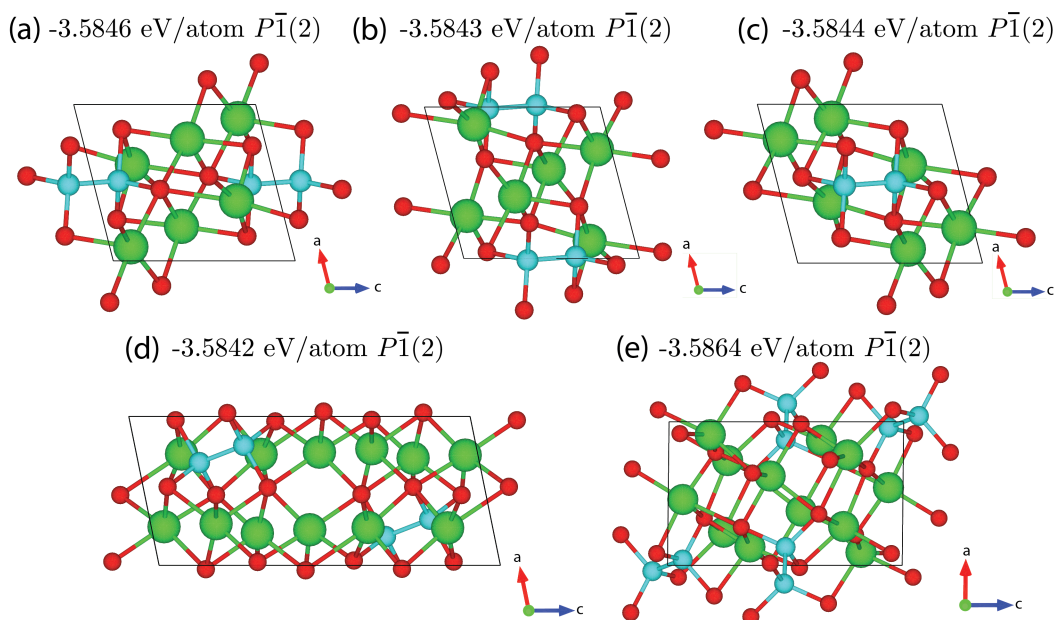 (a) -3.5846 eV/atom P1̅(2)
(b) -3.5843 eV/atom P1̅(2)
(c) -3.5844 eV/atom P1̅(2)
a
c
a
c
a
c
(d) -3.5842 eV/atom P1̅(2)
(e) -3.5864 eV/atom P1̅(2)
a
c
a
c